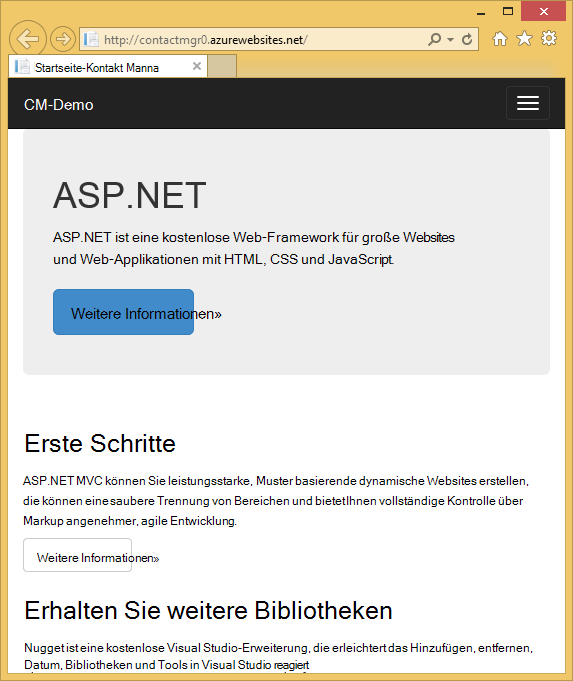 http://contactmgr0.azurewebsites.net/
Startseite-Kontakt Manna
CM-Demo
ASP.NET
ASP.NET ist eine kostenlose Web-Framework für große Websites
und Web-Applikationen mit HTML, CSS und JavaScript.
Weitere Informationen»
Erste Schritte
ASP.NET MVC können Sie leistungsstarke, Muster basierende dynamische Websites erstellen,
die können eine saubere Trennung von Bereichen und bietet Ihnen vollständige Kontrolle über
Markup angenehmer, agile Entwicklung.
Weitere Informationen»
Erhalten Sie weitere Bibliotheken
Nugget ist eine kostenlose Visual Studio-Erweiterung, die erleichtert das Hinzufügen, entfernen,
Datum, Bibliotheken und Tools in Visual Studio reagiert